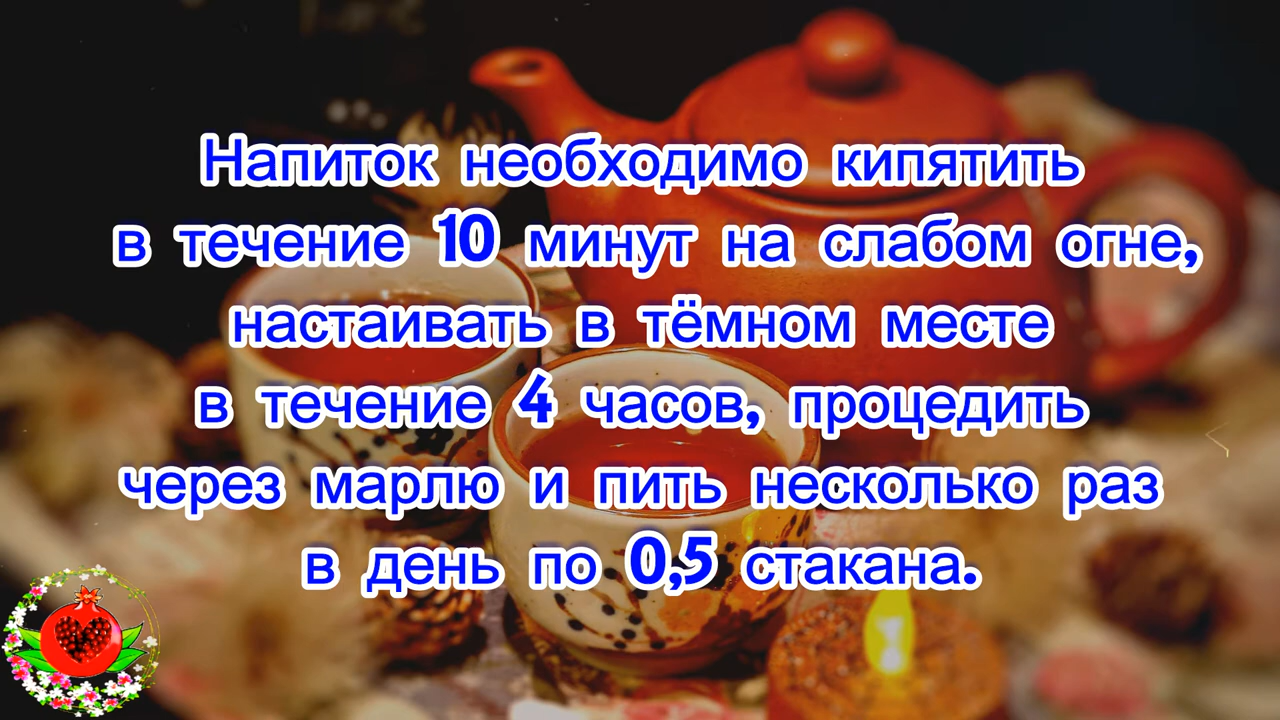 Напиток необходимо кипятить
в течение 10 минут на слабом огне,
настаивать в тёмном месте
в течение 4 часов, процедить
через марлю и пить несколько раз
в день по 0,5 стакана.